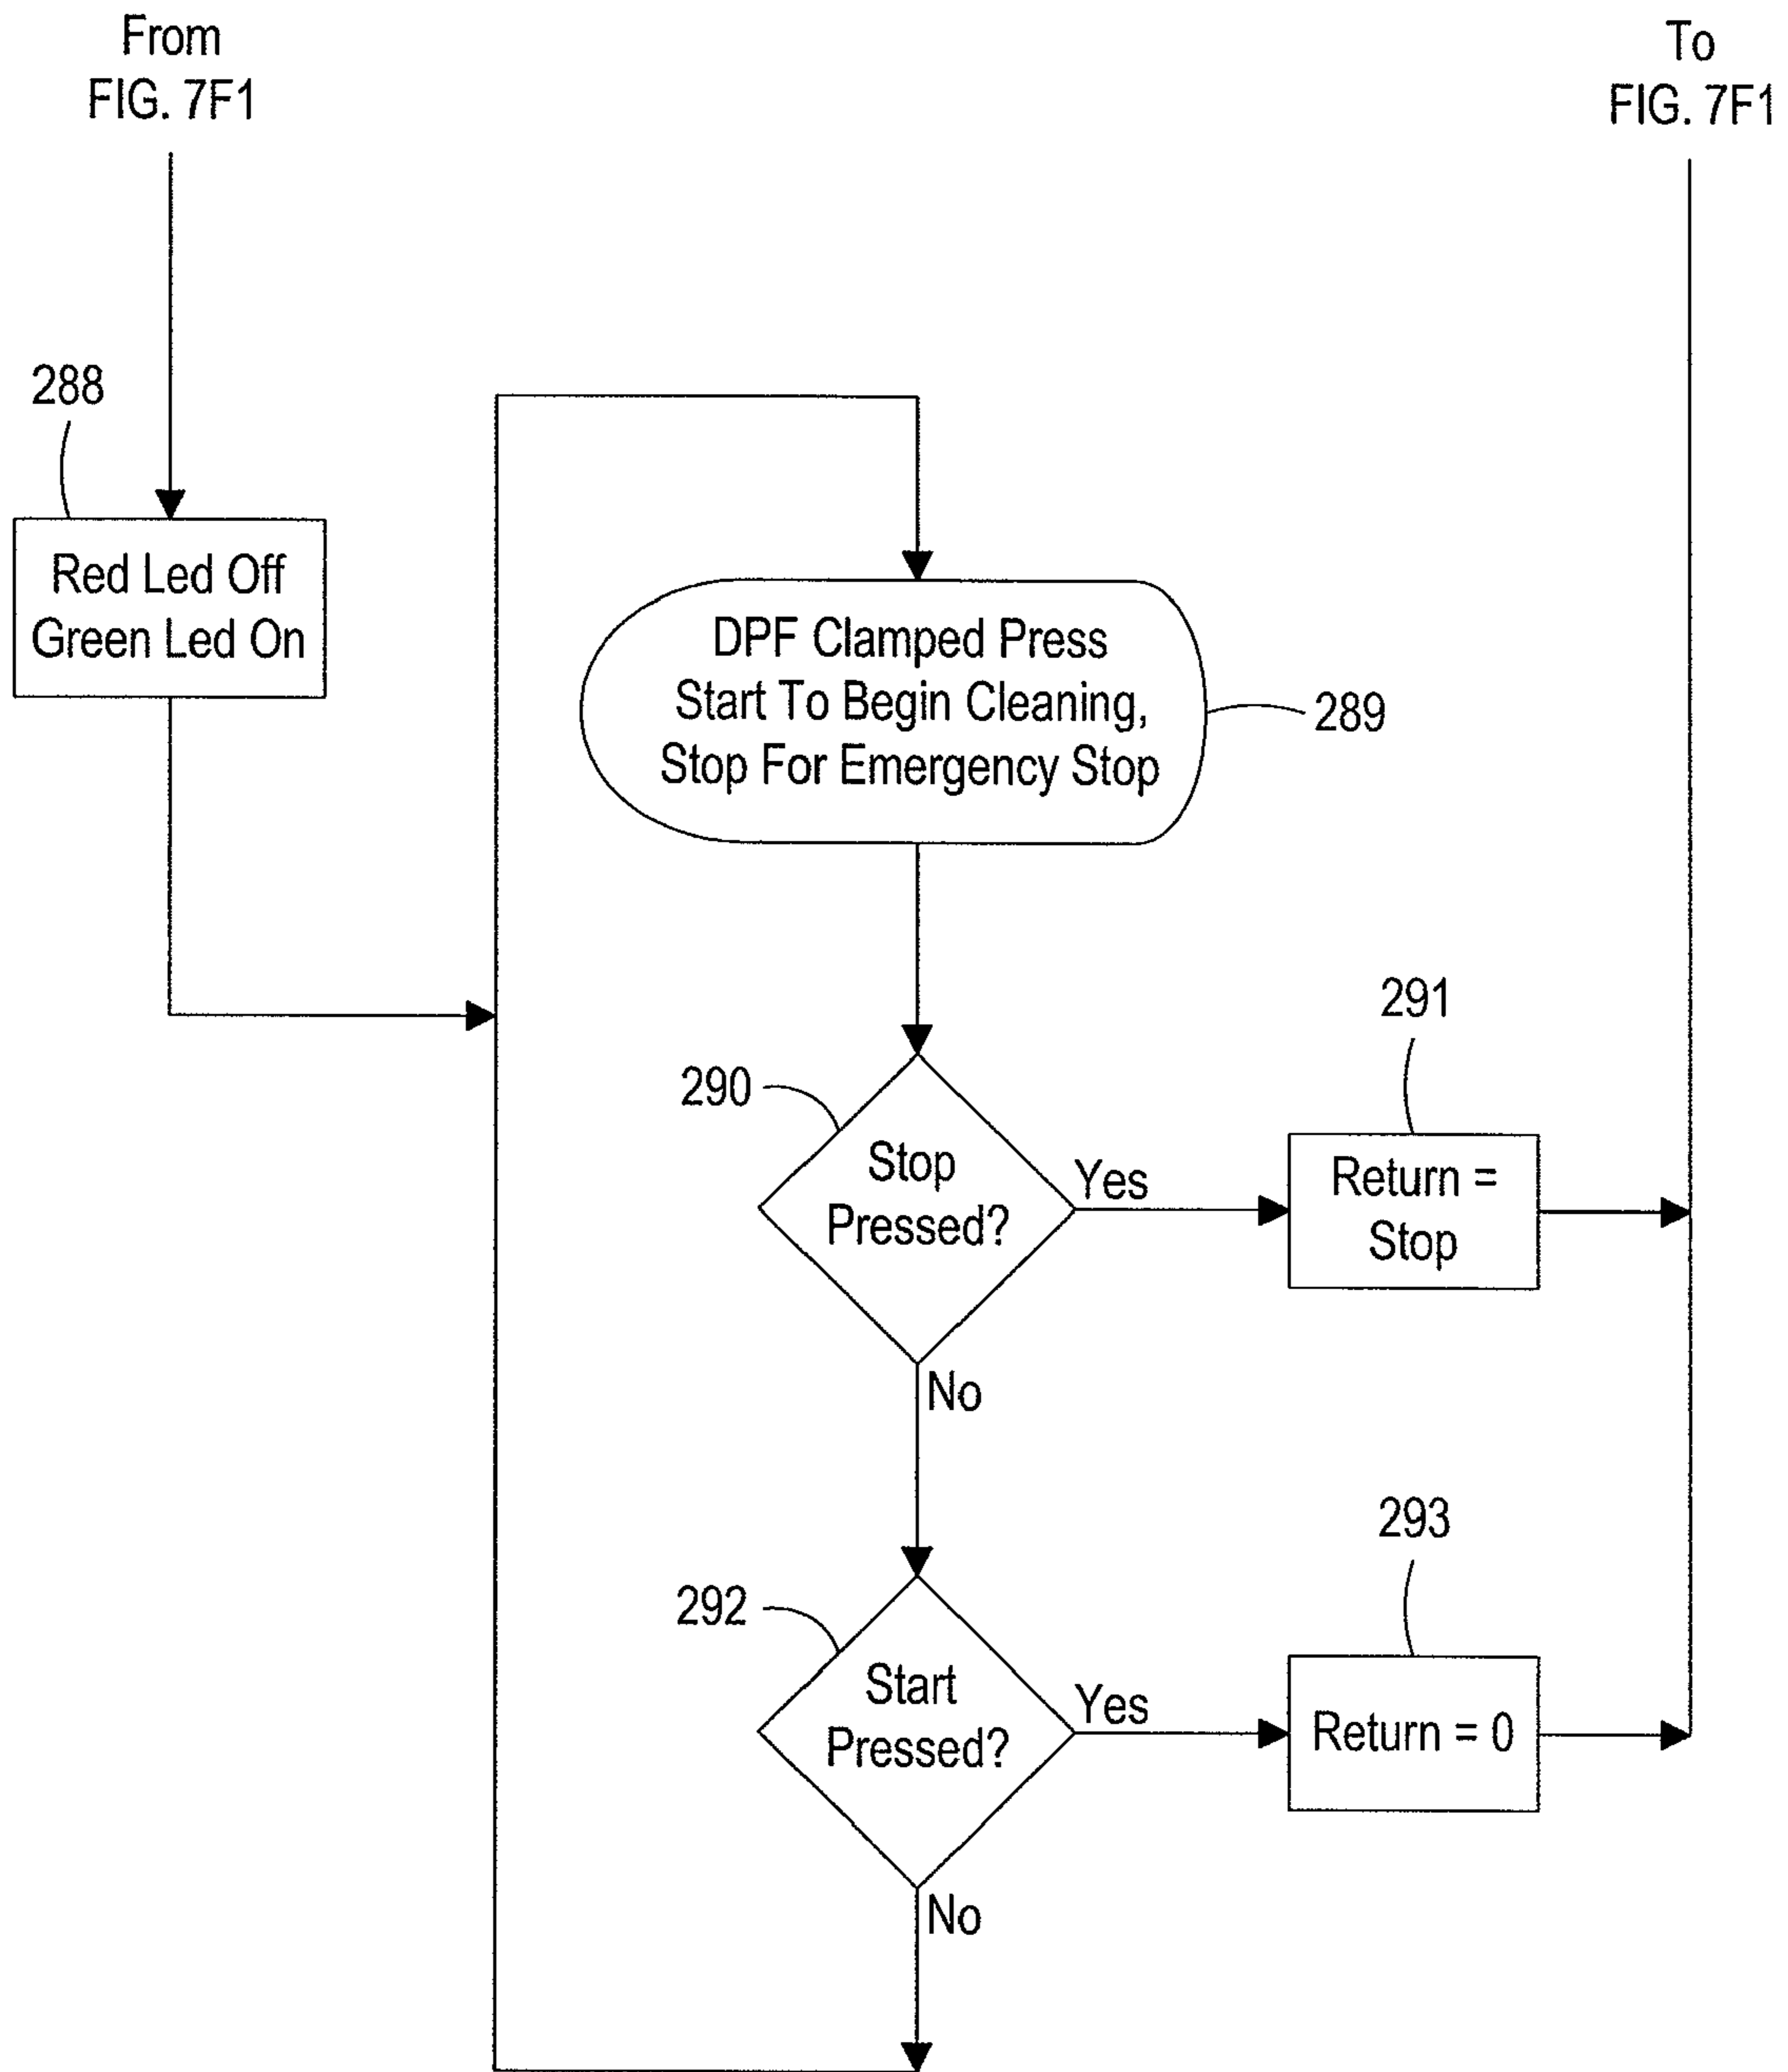 From
FIG. 7F1
To
FIG. 7F1
288
Red Led Off
Green Led On
DPF Clamped Press
Start To Begin Cleaning,
Stop For Emergency Stop
289
290
Stop
Pressed?
Yes
291
Return =
Stop
No
292
Start
Pressed?
Yes
293
Return = 0
No